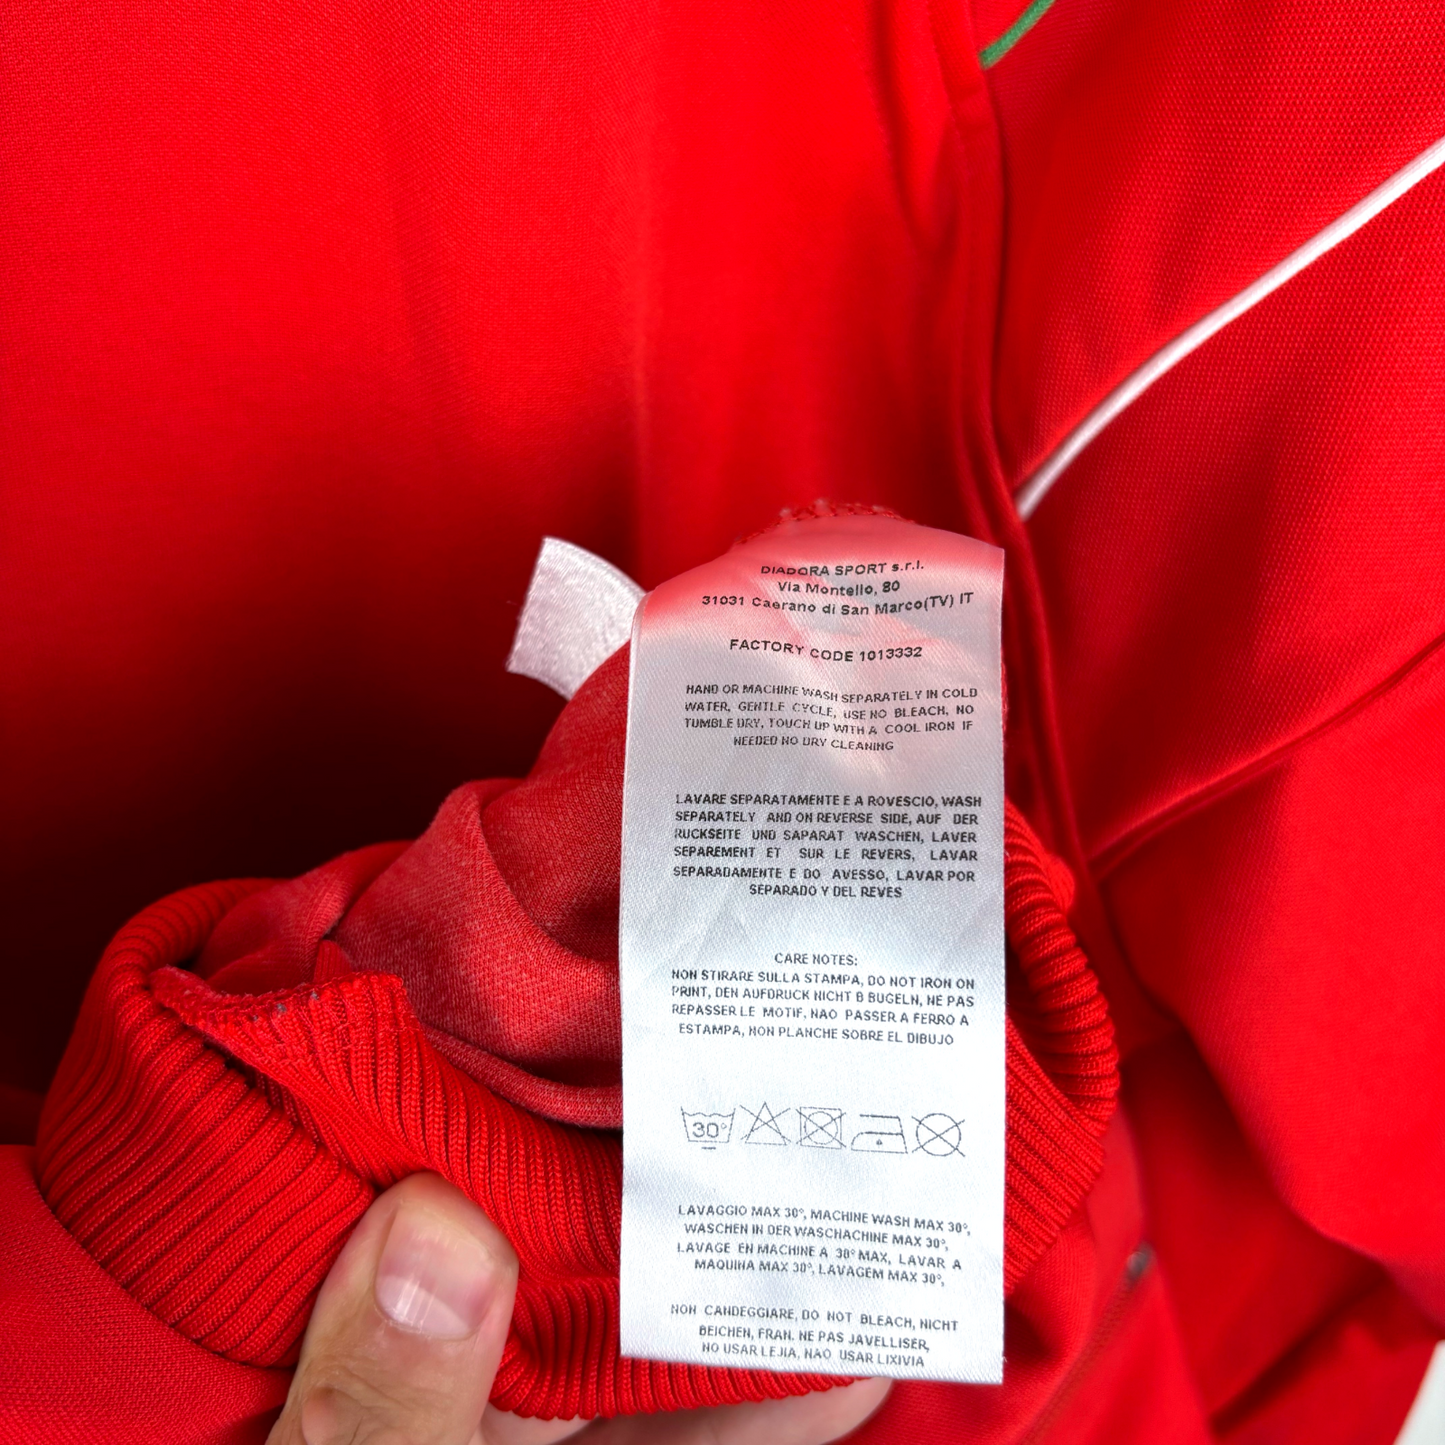 DIADORA SPORT s.r.l.
Via Montello, 80
31031 Caerano di San Marco(TV) IT
FACTORY CODE 1013332
HAND OR MACHINE WASH SEPARATELY IN COLD
WATER, GENTLE CYCLE, USE NO BLEACH, NO
TUMBLE DRY, TOUCH UP WITH A COOL IRON IF
NEEDED NO DRY CLEANING
LAVARE SEPARATAMENTE E A ROVESCIO, WASH
SEPARATELY AND ON REVERSE SIDE, AUF DER
RUCKSEITE UND SAPARAT WASCHEN, LAVER
SEPAREMENT ET SUR LE REVERS, LAVAR
SEPARADAMENTE E DO AVESSO, LAVAR POR
SEPARADO Y DEL REVES
CARE NOTES:
NON STIRARE SULLA STAMPA, DO NOT IRON ON
PRINT, DEN AUFDRUCK NICHT B BUGELN, NE PAS
REPASSER LE MOTIF, NAO PASSER A FERRO A
ESTAMPA, NON PLANCHE SOBRE EL DIBUJO
30°
LAVAGGIO MAX 30°, MACHINE WASH MAX 30°,
WASCHEN IN DER WASCHACHINE MAX 30°,
LAVAGE EN MACHINE A 30° MAX, LAVAR A
MAQUINA MAX 30°, LAVAGEM MAX 30°,
NON CANDEGGIARE, DO NOT BLEACH, NICHT
BEICHEN, FRAN. NE PAS JAVELLISER,
NO USAR LEJIA, NAO USAR LIXIVIA